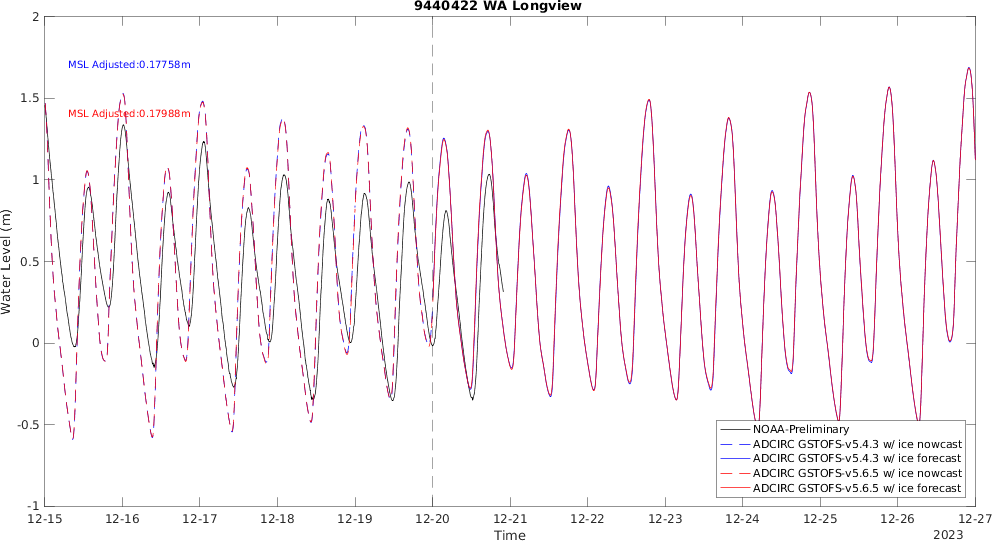 9440422 WA Longview
2
MSL Adjusted:0.17758m
1.5
MSL Adjusted:0.17988m
1
0.5
0
-0.5
-1
Water Level (m)
NOAA-Preliminary
ADCIRC GSTOFS-v5.4.3 w/ ice nowcast
ADCIRC GSTOFS-v5.4.3 w/ ice forecast
ADCIRC GSTOFS-v5.6.5 w/ ice nowcast
ADCIRC GSTOFS-v5.6.5 w/ ice forecast
12-15 12-16 12-17 12-18 12-19 12-20 12-21 12-22 12-23 12-24 12-25 12-26 12-27
Time
2023